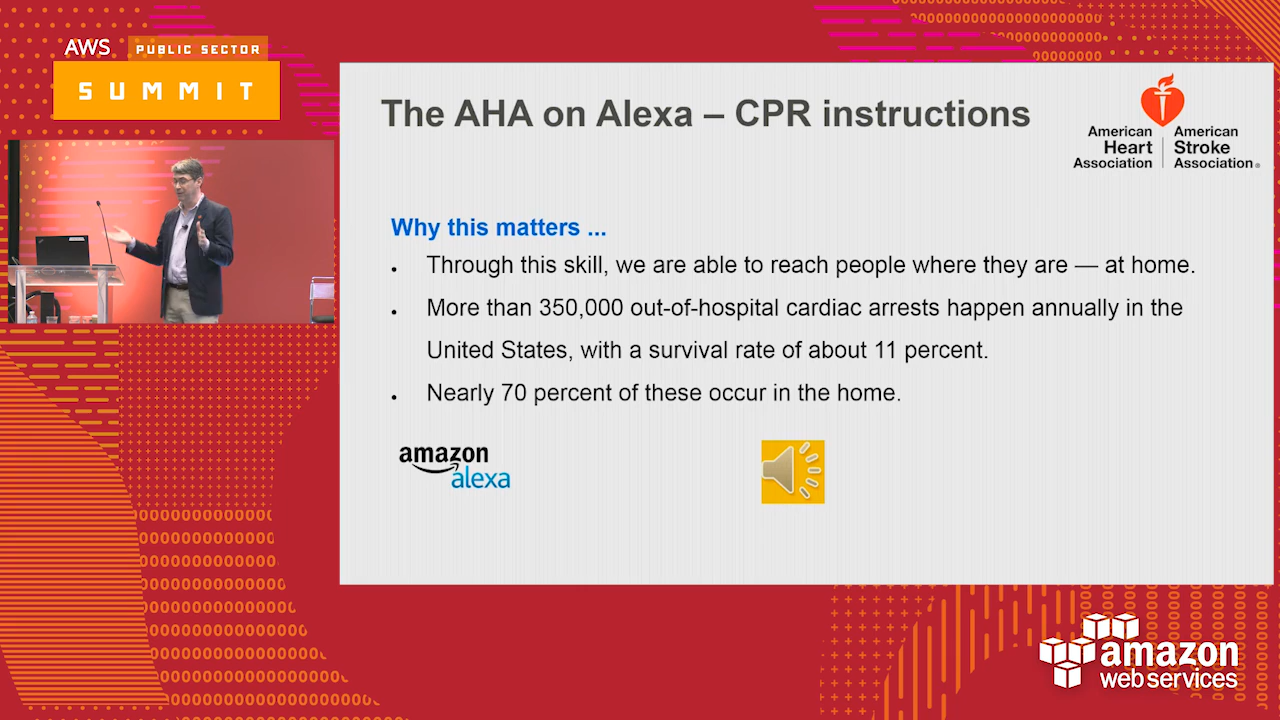 AWS PUBLIC SECTOR
SUMMIT
The AHA on Alexa – CPR instructions
American Heart Association
American Stroke Association®
Why this matters ...
• Through this skill, we are able to reach people where they are — at home.
• More than 350,000 out-of-hospital cardiac arrests happen annually in the
United States, with a survival rate of about 11 percent.
• Nearly 70 percent of these occur in the home.
amazon
alexa
amazon
web services